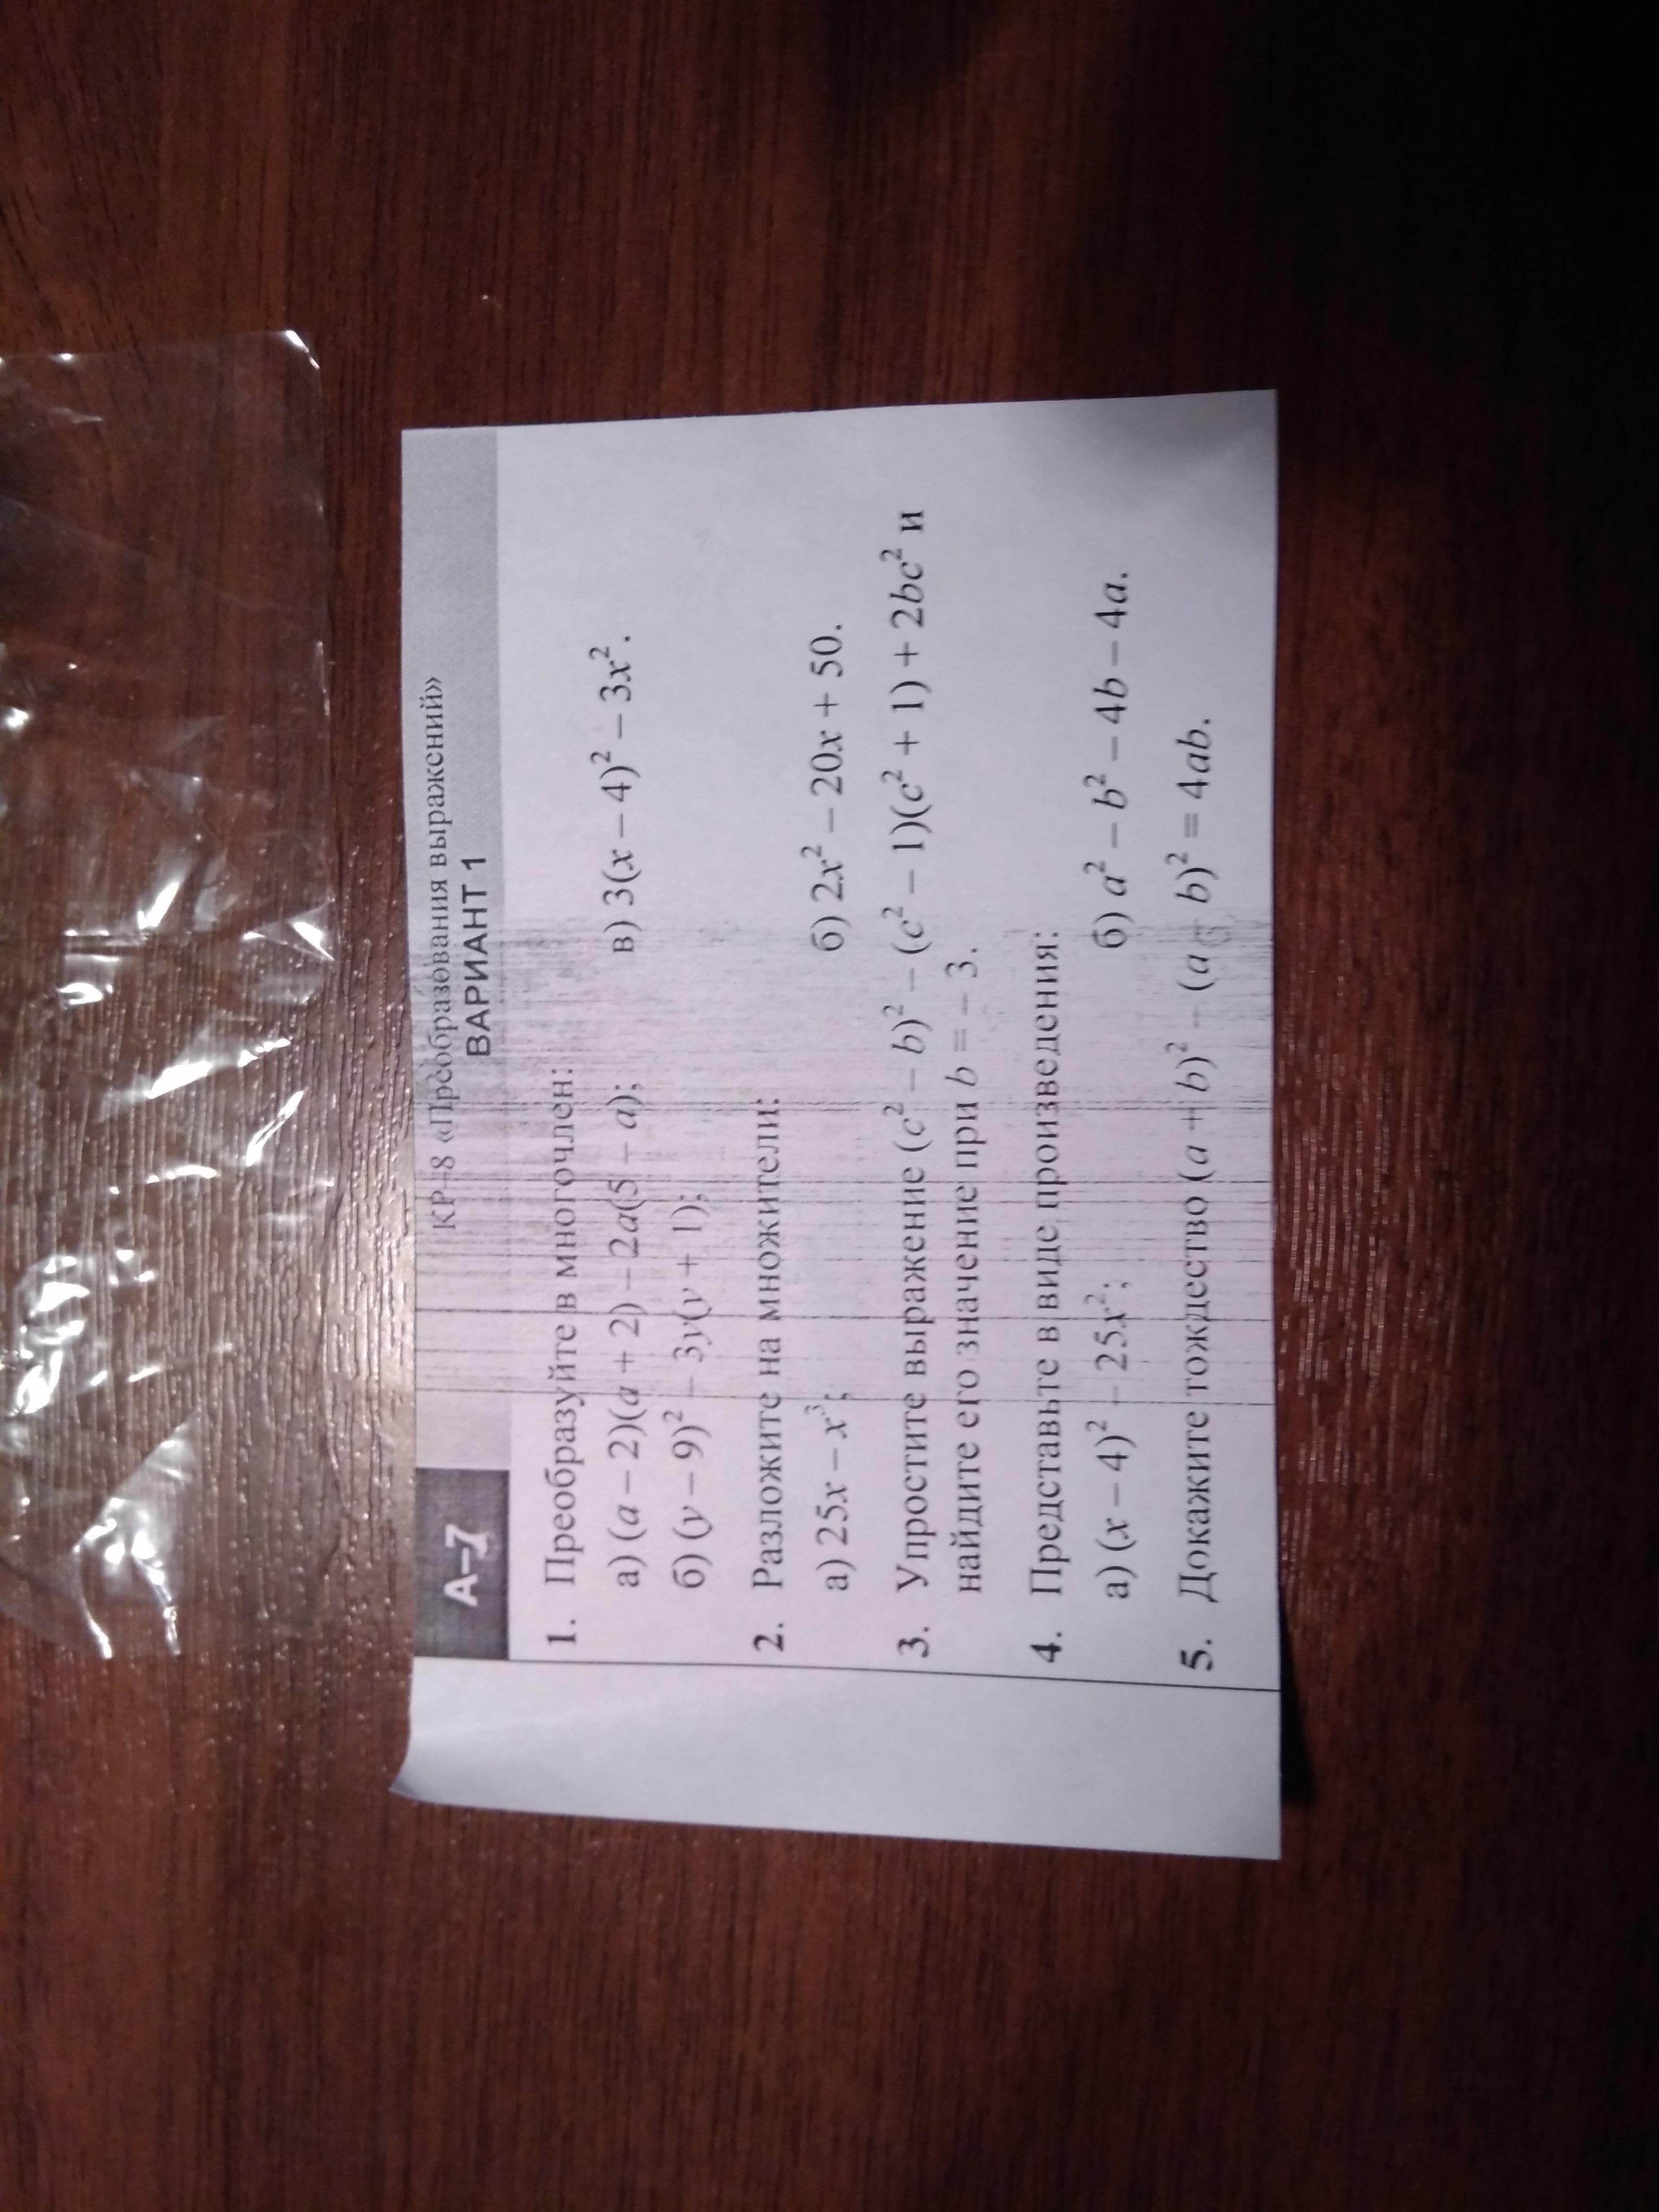 А–7
КР–8 «Преобразования выражений»
ВАРИАНТ 1
1. Преобразуйте в многочлен:
а) (a − 2)(a + 2) − 2a(5 − a); в) 3(x − 4)² − 3x².
б) (y − 9)² − 3y(y + 1);
2. Разложите на множители:
а) 25x − x³; б) 2x² − 20x + 50.
3. Упростите выражение (c² − b)² − (c² − 1)(c² + 1) + 2bc² и
найдите его значение при b = −3.
4. Представьте в виде произведения:
а) (x − 4)² − 25x²; б) a² − b² − 4b − 4a.
5. Докажите тождество (a + b)² − (a − b)² = 4ab.